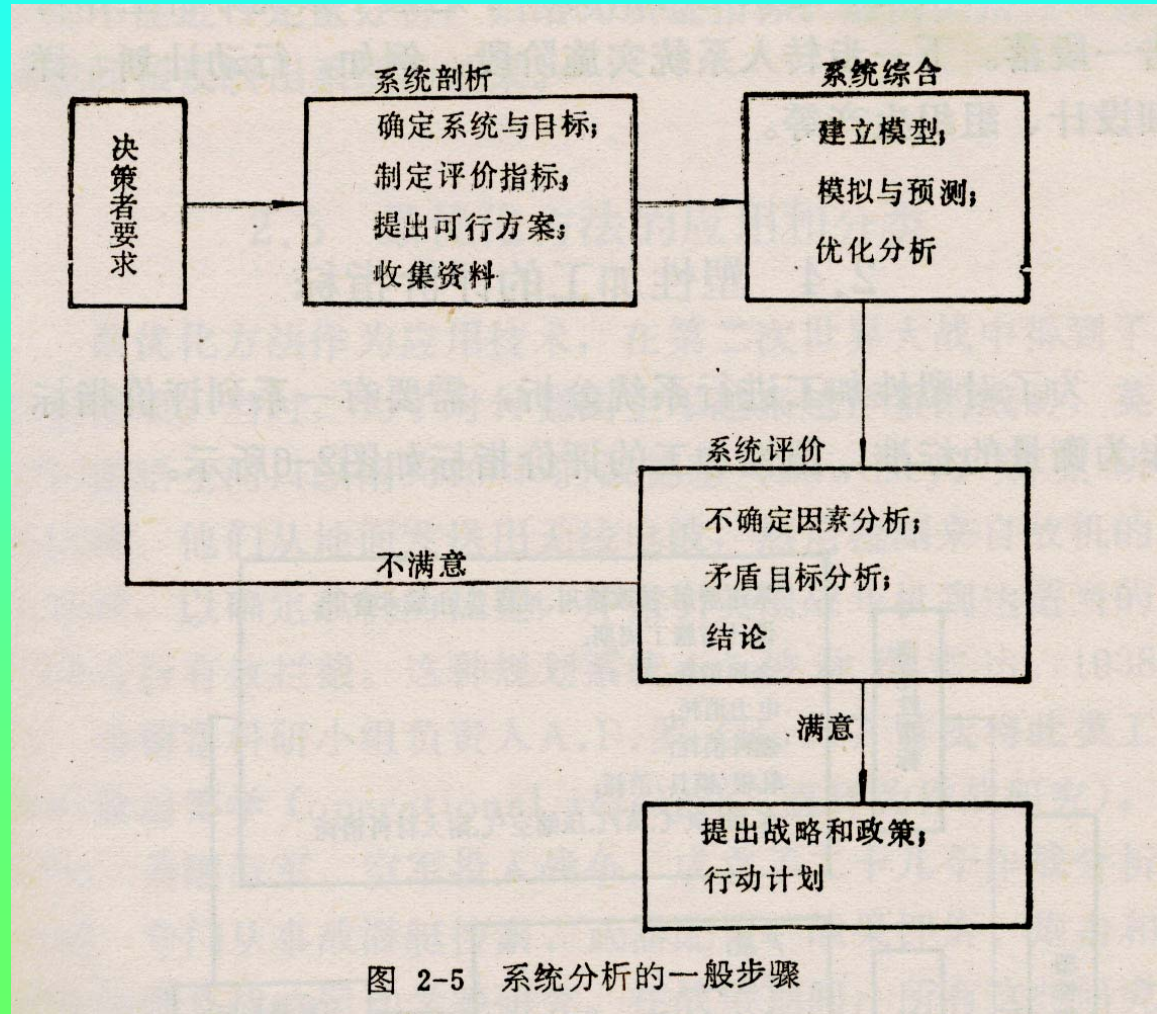 系统剖析
系统综合
决策者要求
确定系统与目标;
制定评价指标;
提出可行方案;
收集资料
建立模型;
模拟与预测;
优化分析
系统评价
不确定因素分析;
矛盾目标分析;
结论
不满意
满意
提出战略和政策;
行动计划
图 2-5 系统分析的一般步骤